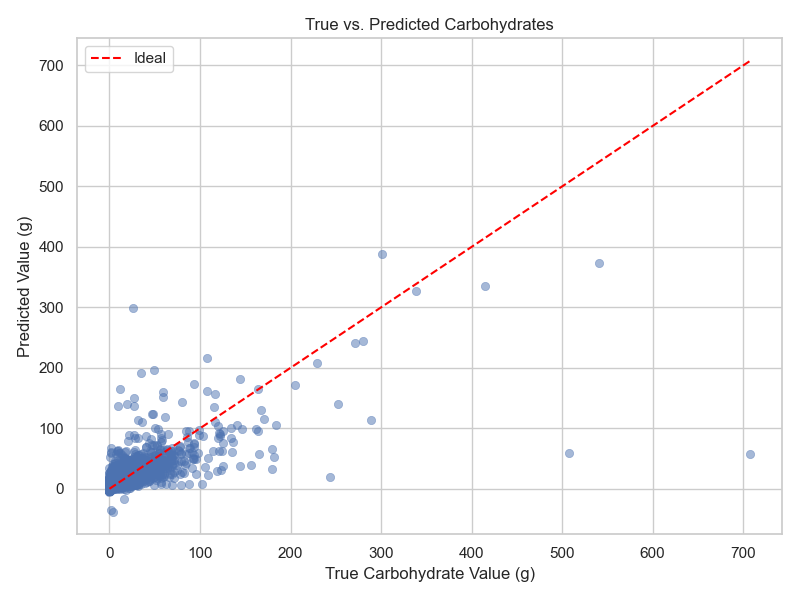 True vs. Predicted Carbohydrates
Ideal
700
600
500
400
300
200
100
0
Predicted Value (g)
0 100 200 300 400 500 600 700
True Carbohydrate Value (g)